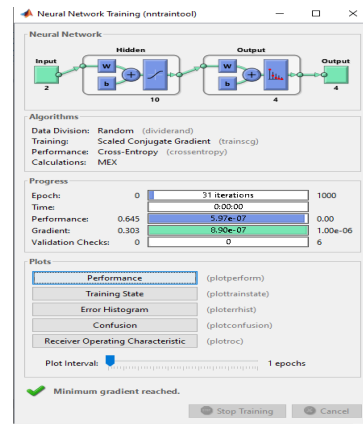 Neural Network Training (nntraintool)
Neural Network
Hidden
Output
Input
W
b
W
b
Output
2
10
4
4
Algorithms
Data Division: Random (dividerand)
Training: Scaled Conjugate Gradient (trainscg)
Performance: Cross-Entropy (crossentropy)
Calculations: MEX
Progress
Epoch: 0 31 iterations 1000
Time: 0:00:00
Performance: 0.645 5.97e-07 0.00
Gradient: 0.303 8.90e-07 1.00e-06
Validation Checks: 0 0 6
Plots
Performance (plotperform)
Training State (plottrainstate)
Error Histogram (ploterrhist)
Confusion (plotconfusion)
Receiver Operating Characteristic (plotroc)
Plot Interval: 1 epochs
Minimum gradient reached.
Stop Training Cancel